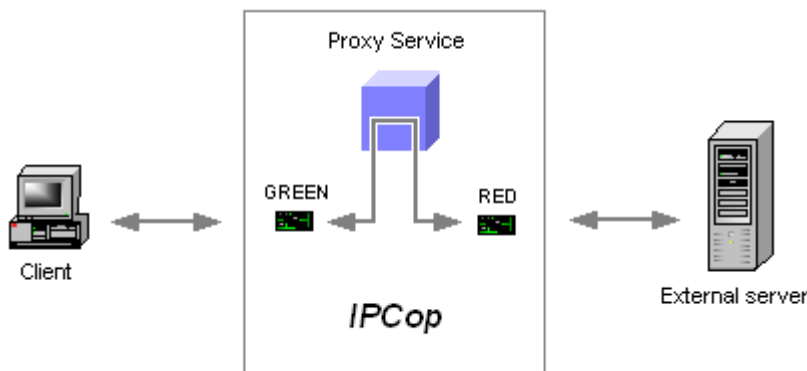 Proxy Service
GREEN
RED
Client
External server
IPCop